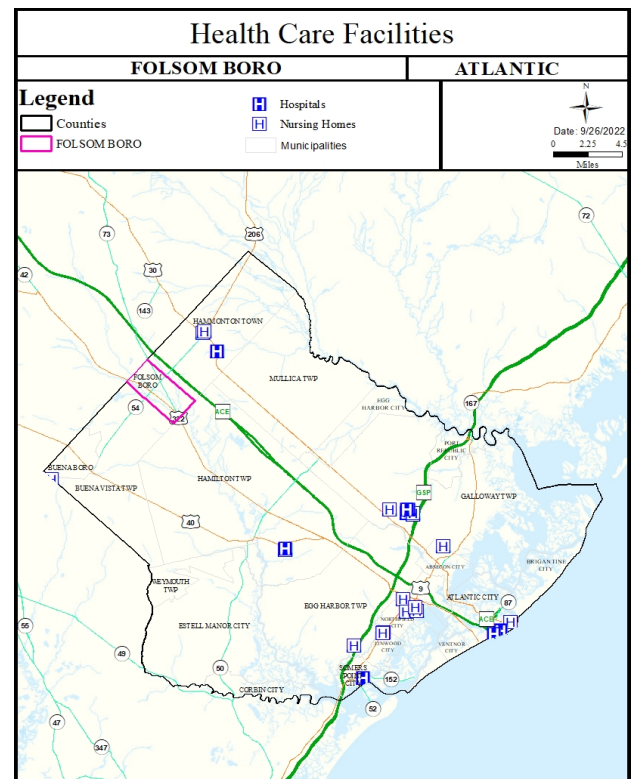 Health Care Facilities
FOLSOM BORO
ATLANTIC
Legend
Counties
FOLSOM BORO
H Hospitals
H Nursing Homes
Municipalities
N
Date: 9/26/2022
0 2.25 4.5
Miles
72
73
206
42
30
143
HAMMONTON TOWN
H
H
FOLSOM
BORO
MULLICA TWP
EGG
HARBOR CITY
167
54
322
ACE
PORT
REPUBLIC
CITY
BUENA BORO
H
BUENA VISTA TWP
HAMILTON TWP
GSP
GALLOWAY TWP
40
H
H
H
H
H
ABSECON CITY
BRIGANTINE
CITY
WEYMOUTH
TWP
9
ATLANTIC CITY
87
EGG HARBOR TWP
ESTELL MANOR CITY
NORTHFIELD
CITY
ACB
H
LINWOOD
CITY
VENTNOR
CITY
55
49
50
SOMERS
POINT
CITY
H
152
CORBIN CITY
52
47
347